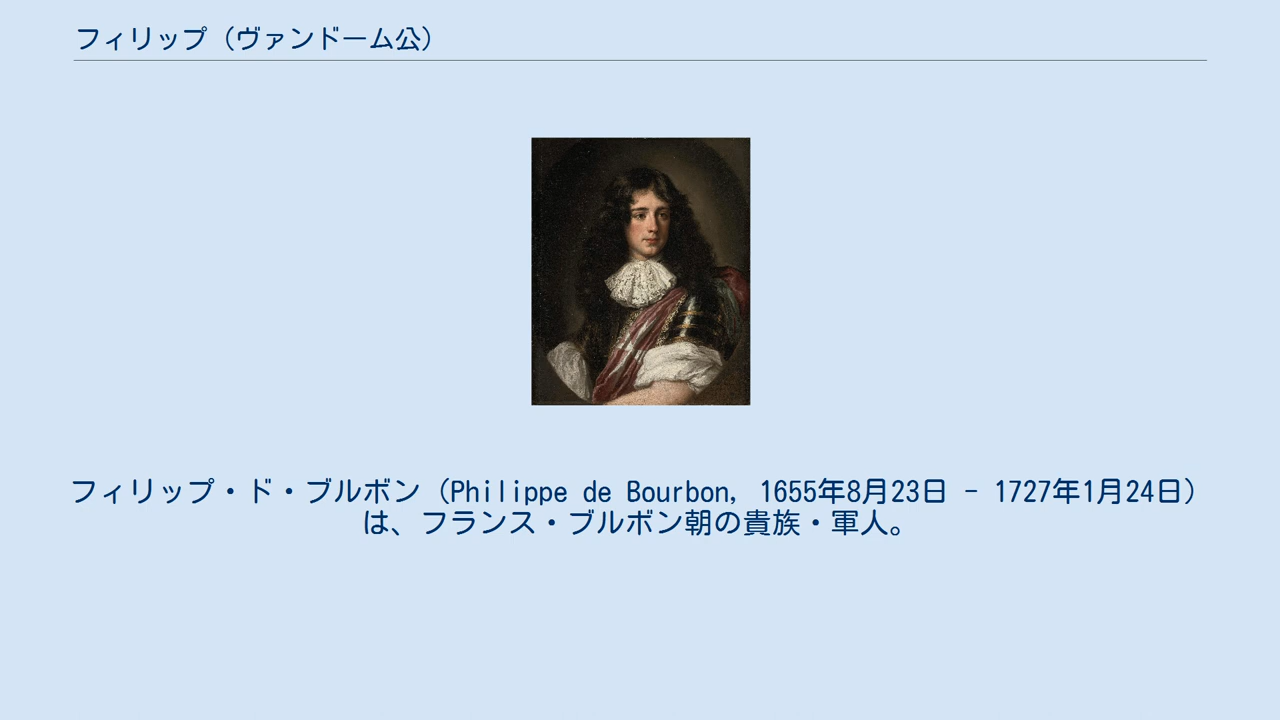 フィリップ（ヴァンドーム公）
フィリップ・ド・ブルボン（Philippe de Bourbon, 1655年8月23日 - 1727年1月24日）
は、フランス・ブルボン朝の貴族・軍人。